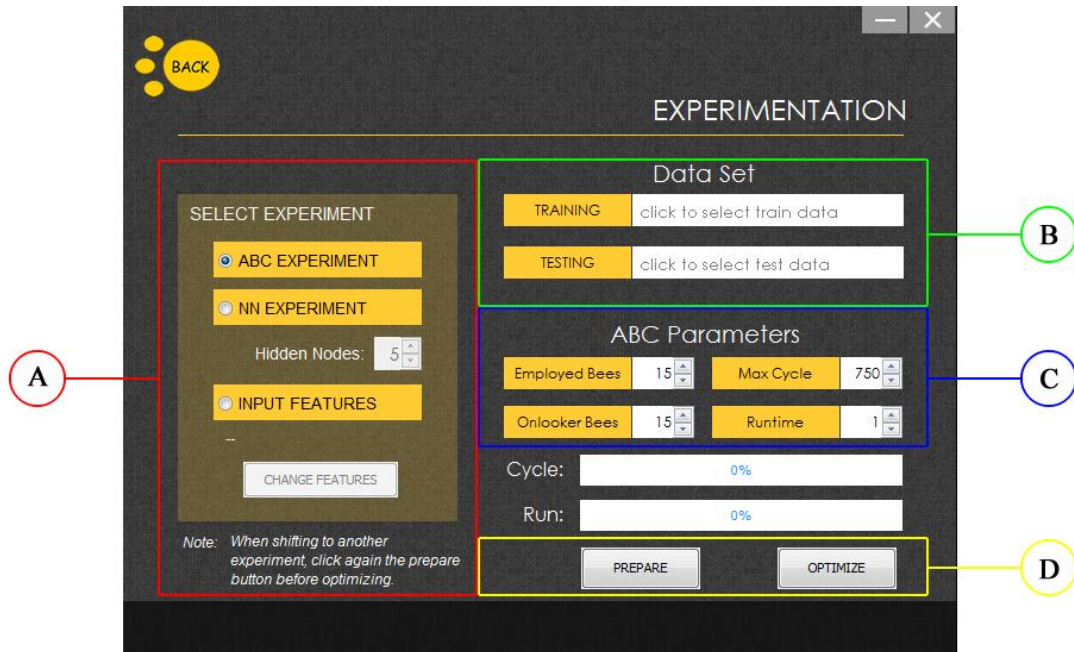 BACK
EXPERIMENTATION
A
SELECT EXPERIMENT
ABC EXPERIMENT
NN EXPERIMENT
Hidden Nodes: 5
INPUT FEATURES
--
CHANGE FEATURES
Note: When shifting to another
experiment, click again the prepare
button before optimizing.
Data Set
TRAINING click to select train data
TESTING click to select test data
B
ABC Parameters
Employed Bees 15 Max Cycle 750
Onlooker Bees 15 Runtime 1
C
Cycle: 0%
Run: 0%
PREPARE OPTIMIZE
D